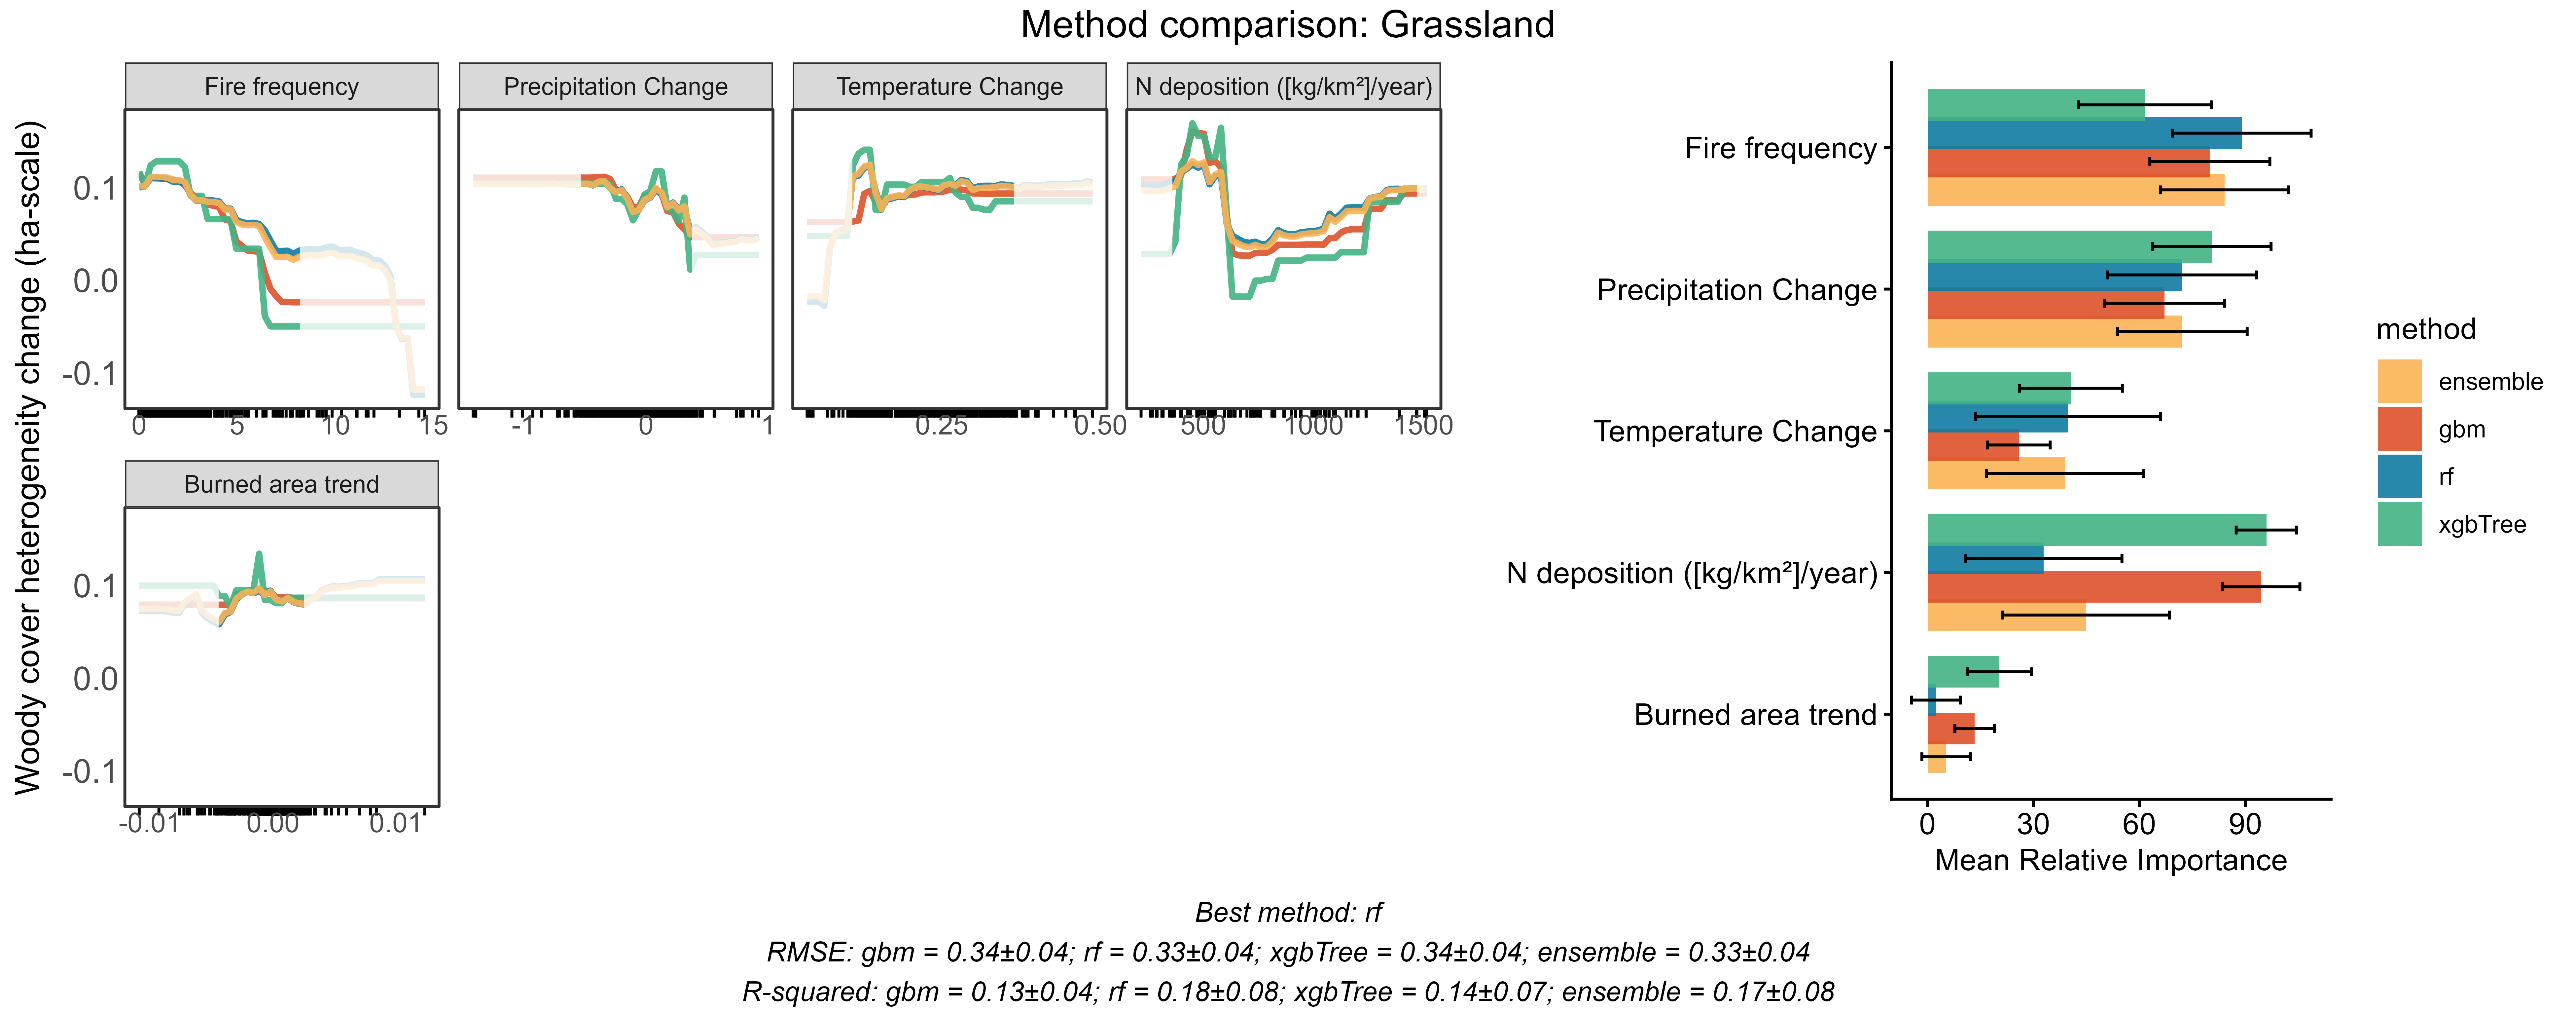 Method comparison: Grassland
Woody cover heterogeneity change (ha-scale)
Fire frequency
Precipitation Change
Temperature Change
N deposition ([kg/km²]/year)
0.1
0.0
-0.1
0 5 10 15
-1 0 1
0.25 0.50
500 1000 1500
Burned area trend
0.1
0.0
-0.1
-0.01 0.00 0.01
Fire frequency
Precipitation Change
Temperature Change
N deposition ([kg/km²]/year)
Burned area trend
0 30 60 90
Mean Relative Importance
method
ensemble
gbm
rf
xgbTree
Best method: rf
RMSE: gbm = 0.34±0.04; rf = 0.33±0.04; xgbTree = 0.34±0.04; ensemble = 0.33±0.04
R-squared: gbm = 0.13±0.04; rf = 0.18±0.08; xgbTree = 0.14±0.07; ensemble = 0.17±0.08